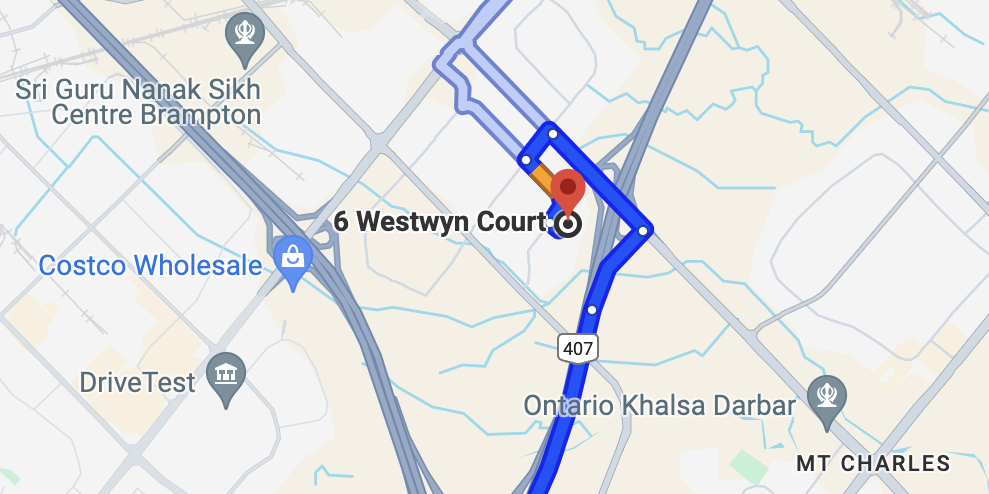 Sri Guru Nanak Sikh
Centre Brampton
6 Westwyn Court
Costco Wholesale
407
DriveTest
Ontario Khalsa Darbar
MT CHARLES